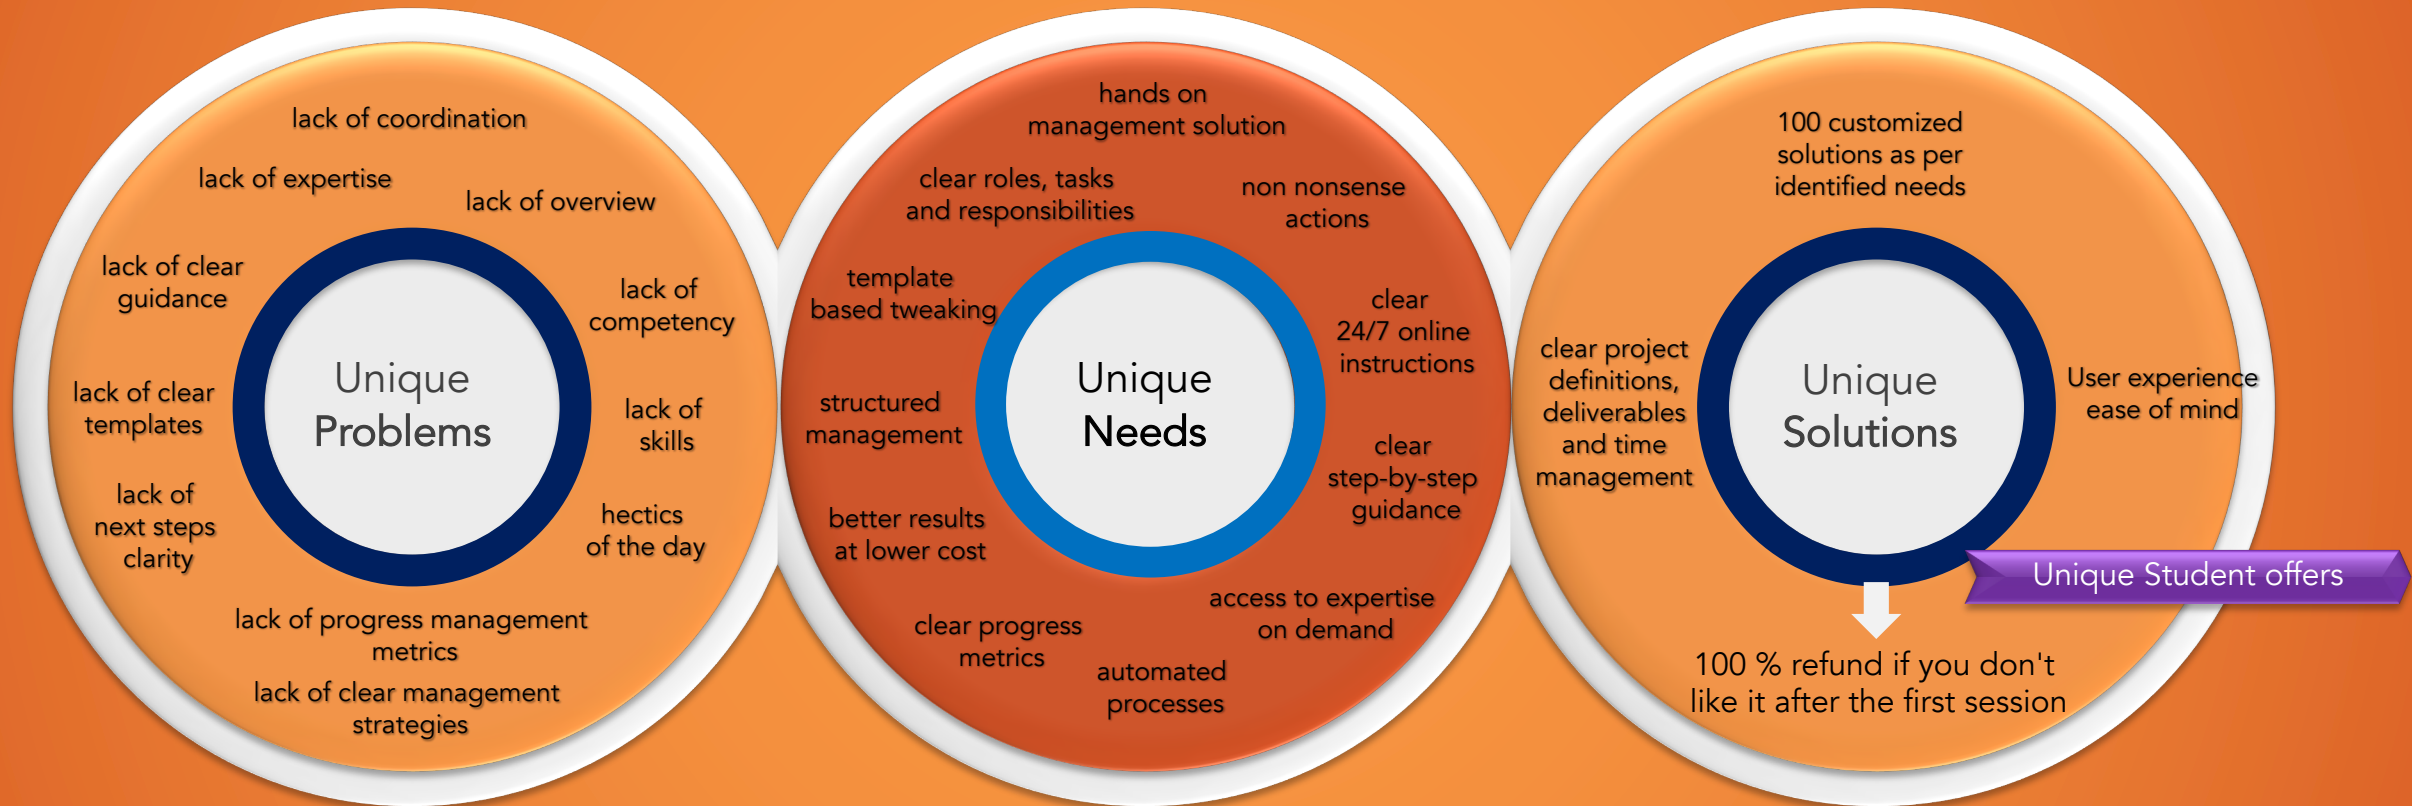 lack of coordination
lack of expertise
lack of overview
lack of clear
guidance
lack of
competency
lack of clear
templates
lack of
skills
lack of
next steps
clarity
hectics
of the day
lack of progress management
metrics
lack of clear management
strategies
Unique
Problems
hands on
management solution
clear roles, tasks
and responsibilities
non nonsense
actions
template
based tweaking
clear
24/7 online
instructions
structured
management
clear
step-by-step
guidance
better results
at lower cost
access to expertise
on demand
clear progress
metrics
automated
processes
Unique
Needs
100 customized
solutions as per
identified needs
clear project
definitions,
deliverables
and time
management
Unique
Solutions
User experience
ease of mind
Unique Student offers
100 % refund if you don't
like it after the first session